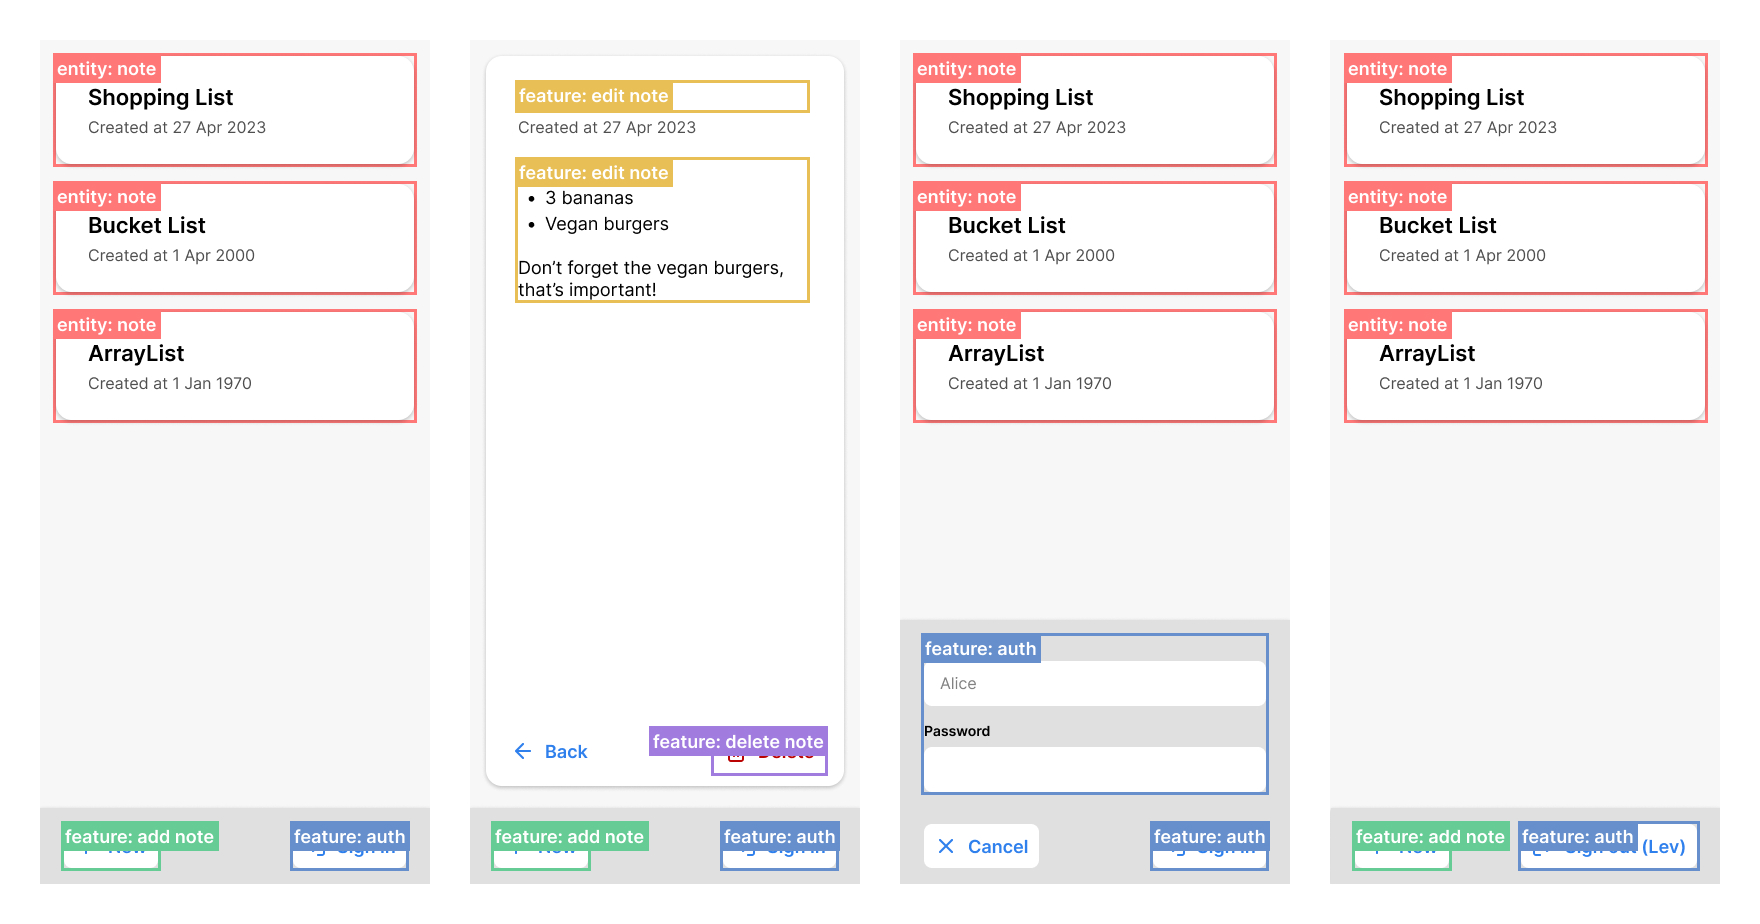 entity: note
Shopping List
Created at 27 Apr 2023
entity: note
Bucket List
Created at 1 Apr 2000
entity: note
ArrayList
Created at 1 Jan 1970
feature: add note
feature: auth
feature: edit note
Created at 27 Apr 2023
feature: edit note
• 3 bananas
• Vegan burgers
Don’t forget the vegan burgers,
that’s important!
Back
feature: delete note
feature: add note
feature: auth
entity: note
Shopping List
Created at 27 Apr 2023
entity: note
Bucket List
Created at 1 Apr 2000
entity: note
ArrayList
Created at 1 Jan 1970
feature: auth
Alice
Password
Cancel
feature: auth
entity: note
Shopping List
Created at 27 Apr 2023
entity: note
Bucket List
Created at 1 Apr 2000
entity: note
ArrayList
Created at 1 Jan 1970
feature: add note
feature: auth
(Lev)